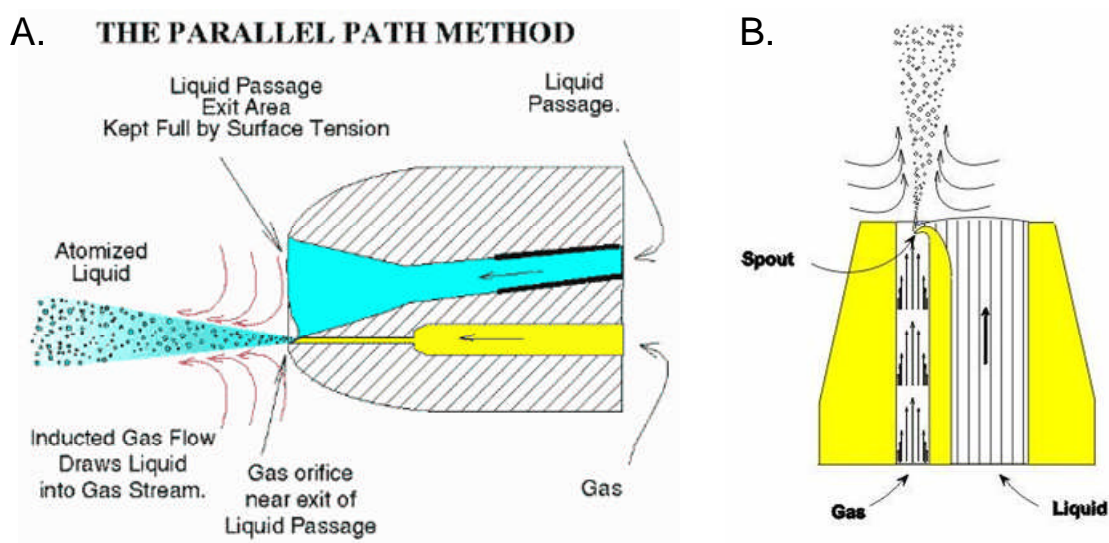 A.
THE PARALLEL PATH METHOD
Liquid Passage
Exit Area
Kept Full by Surface Tension
Liquid
Passage.
Atomized
Liquid
Inducted Gas Flow
Draws Liquid
into Gas Stream.
Gas orifice
near exit of
Liquid Passage
Gas
B.
Spout
Gas
Liquid